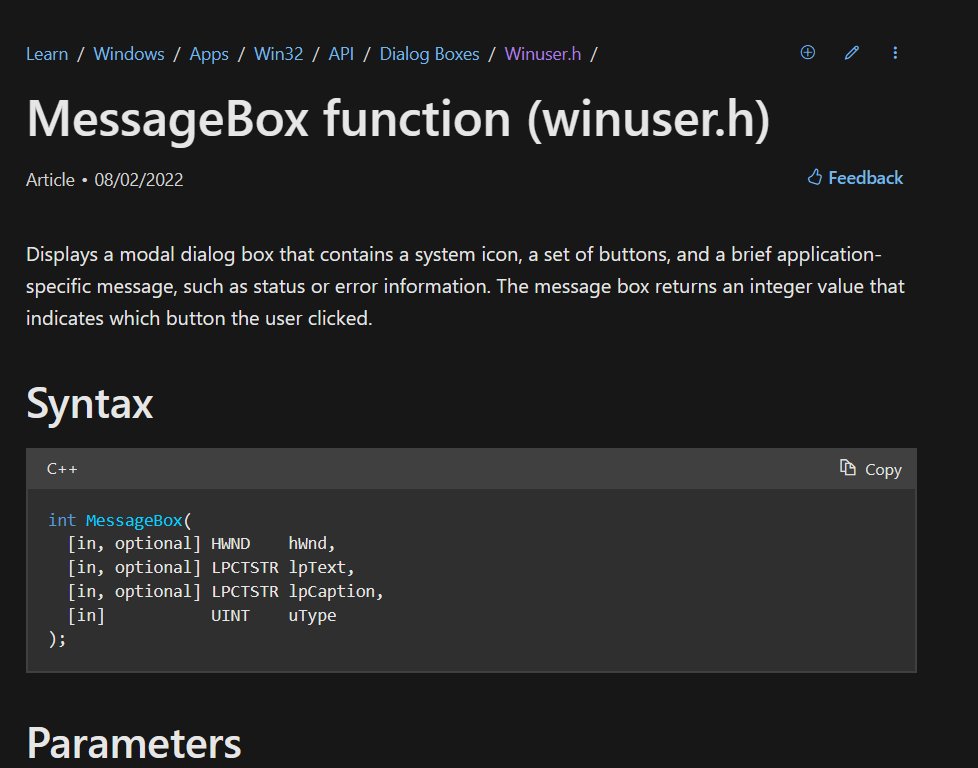 Learn / Windows / Apps / Win32 / API / Dialog Boxes / Winuser.h /
MessageBox function (winuser.h)
Article • 08/02/2022
Feedback
Displays a modal dialog box that contains a system icon, a set of buttons, and a brief application-
specific message, such as status or error information. The message box returns an integer value that
indicates which button the user clicked.
Syntax
C++
Copy
int MessageBox(
  [in, optional] HWND    hWnd,
  [in, optional] LPCTSTR lpText,
  [in, optional] LPCTSTR lpCaption,
  [in]           UINT    uType
);
Parameters